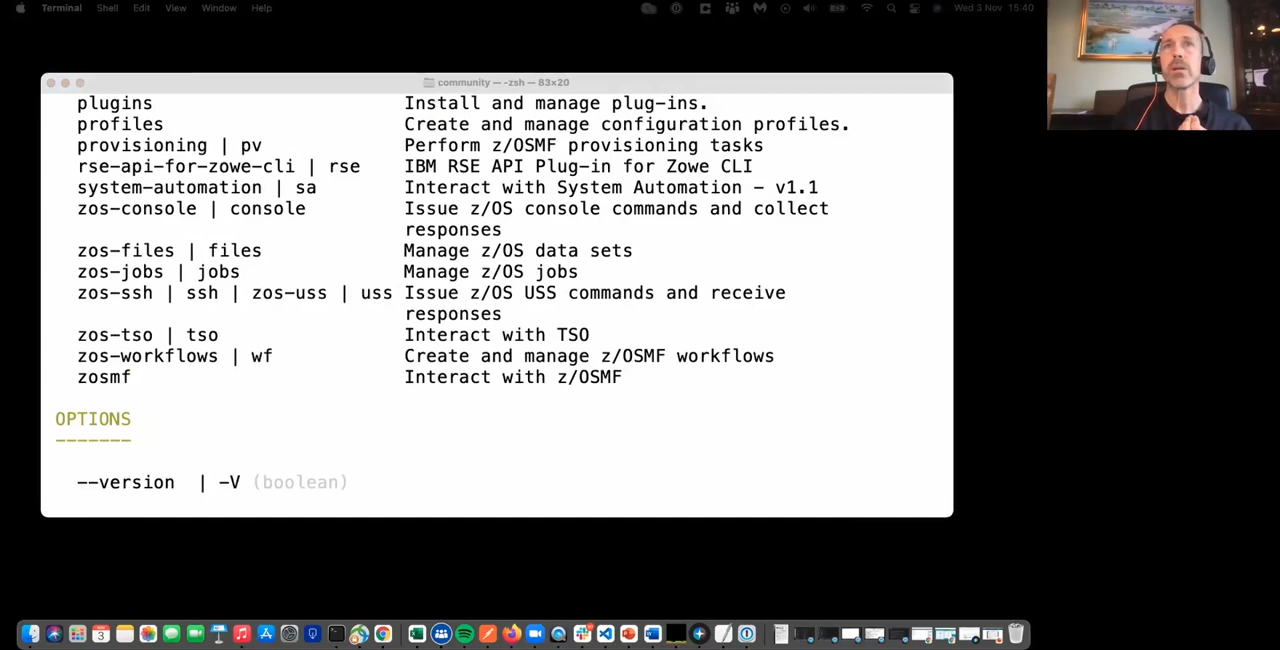 Terminal Shell Edit View Window Help Wed 3 Nov 15:40
community — -zsh — 83×20
plugins Install and manage plug-ins.
profiles Create and manage configuration profiles.
provisioning | pv Perform z/OSMF provisioning tasks
rse-api-for-zowe-cli | rse IBM RSE API Plug-in for Zowe CLI
system-automation | sa Interact with System Automation - v1.1
zos-console | console Issue z/OS console commands and collect
responses
zos-files | files Manage z/OS data sets
zos-jobs | jobs Manage z/OS jobs
zos-ssh | ssh | zos-uss | uss Issue z/OS USS commands and receive
responses
zos-tso | tso Interact with TSO
zos-workflows | wf Create and manage z/OSMF workflows
zosmf Interact with z/OSMF
OPTIONS
-------
--version | -V (boolean)
3